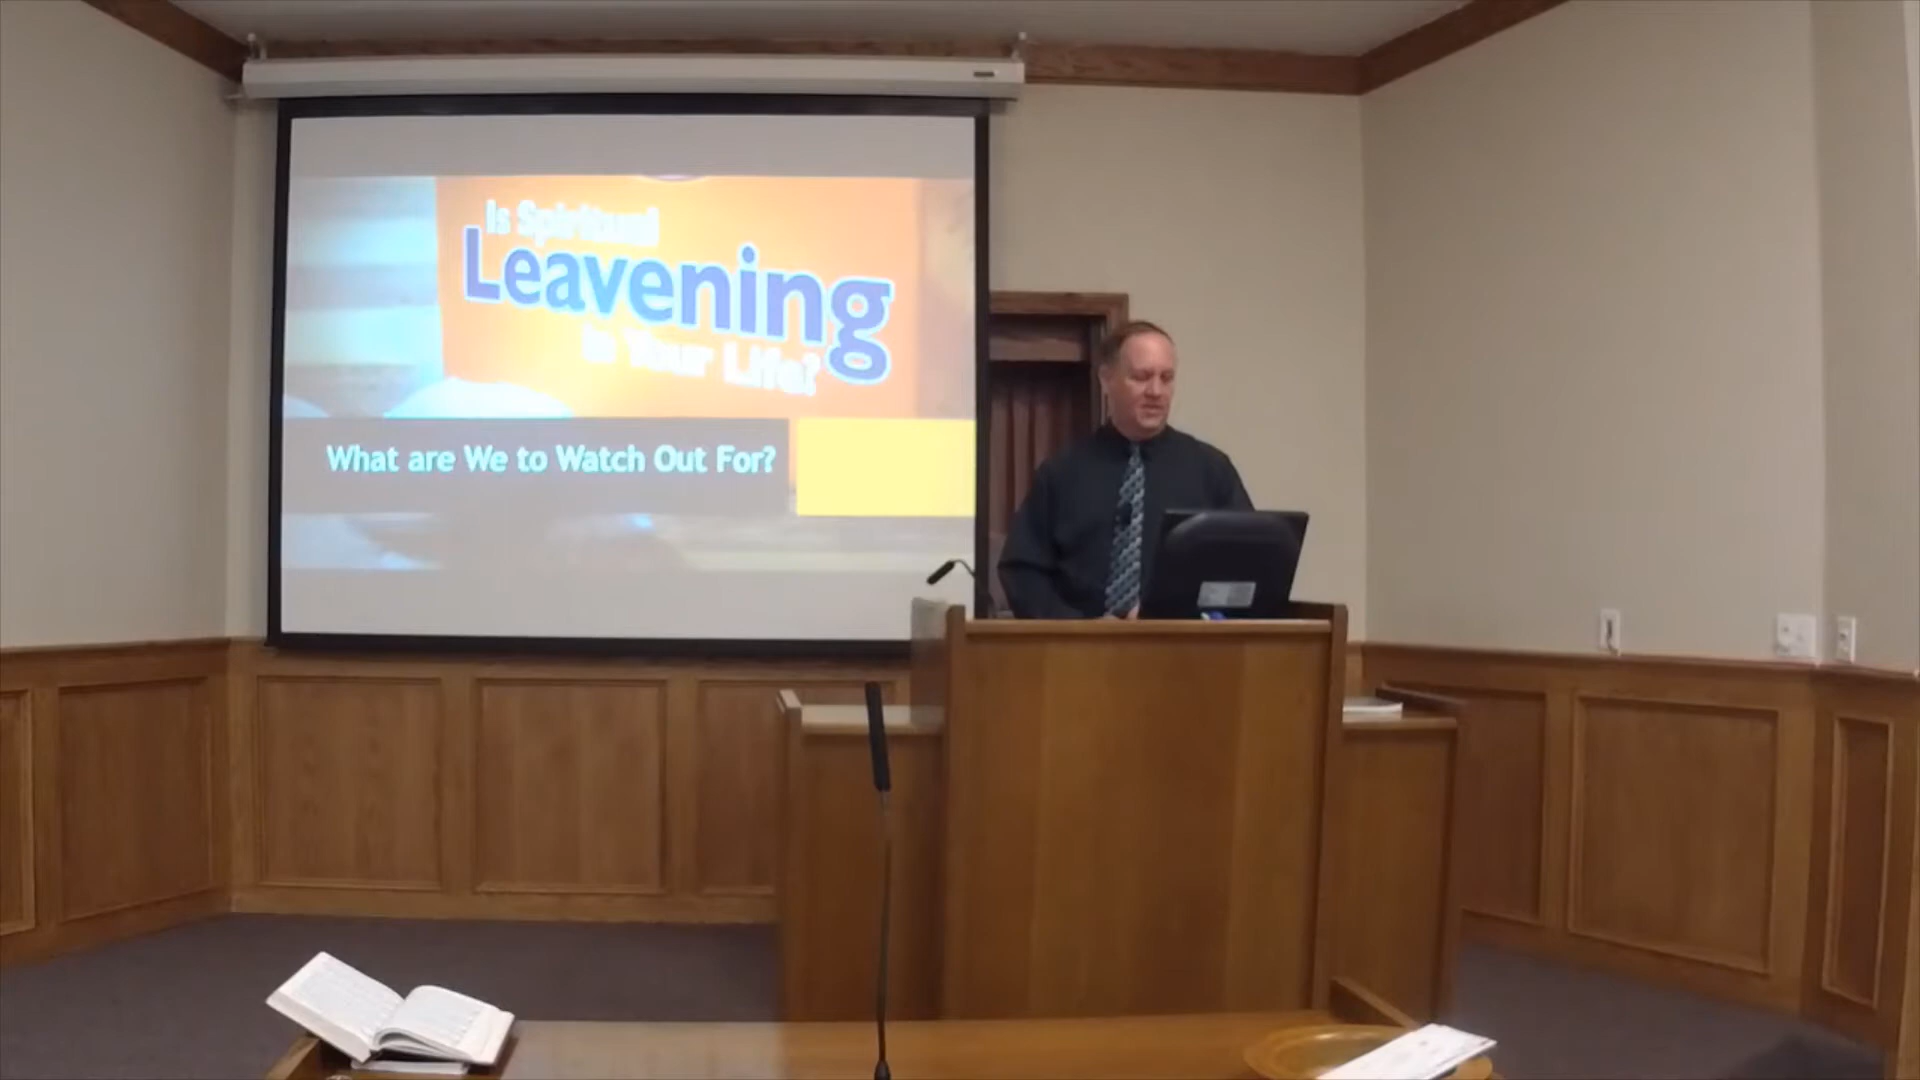 Is Spiritual
Leavening
in Your Life?
What are We to Watch Out For?